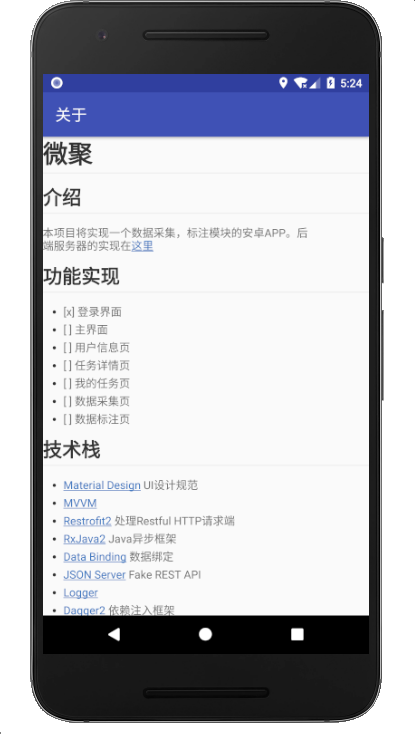 5:24
关于
微聚
介绍
本项目将实现一个数据采集，标注模块的安卓APP。后
端服务器的实现在这里
功能实现
• [x] 登录界面
• [ ] 主界面
• [ ] 用户信息页
• [ ] 任务详情页
• [ ] 我的任务页
• [ ] 数据采集页
• [ ] 数据标注页
技术栈
• Material Design UI设计规范
• MVVM
• Restrofit2 处理Restful HTTP请求端
• RxJava2 Java异步框架
• Data Binding 数据绑定
• JSON Server Fake REST API
• Logger
• Dagger2 依赖注入框架